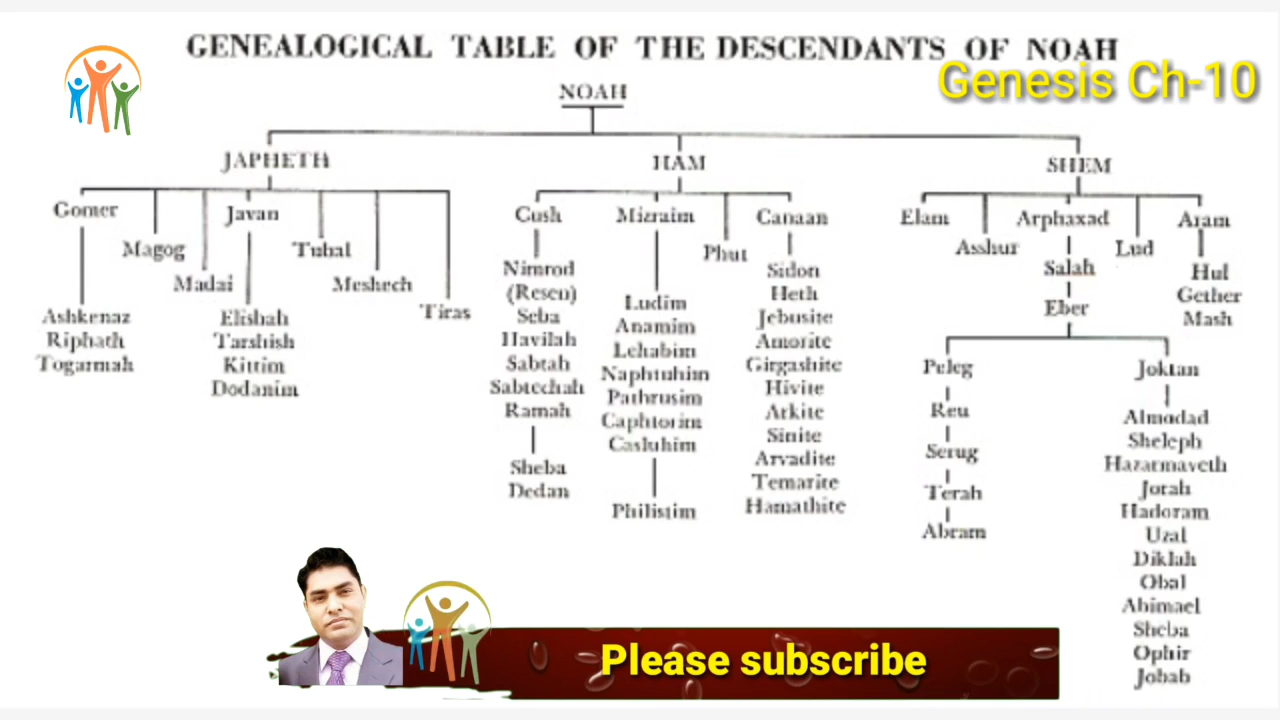 GENEALOGICAL TABLE OF THE DESCENDANTS OF NOAH
Genesis Ch-10
NOAH
JAPHETH
HAM
SHEM
Gomer
Magog
Madai
Javan
Tubal
Meshech
Tiras
Ashkenaz
Riphath
Togarmah
Elishah
Tarshish
Kittim
Dodanim
Cush
Mizraim
Phut
Canaan
Nimrod
(Resen)
Seba
Havilah
Sabtah
Sabtechah
Ramah
Sheba
Dedan
Ludim
Anamim
Lehabim
Naphtuhim
Pathrusim
Caphtorim
Casluhim
Philistim
Sidon
Heth
Jebusite
Amorite
Girgashite
Hivite
Arkite
Sinite
Arvadite
Temarite
Hamathite
Elam
Asshur
Arphaxad
Lud
Aram
Salah
Eber
Hul
Gether
Mash
Peleg
Reu
Serug
Terah
Abram
Joktan
Almodad
Sheleph
Hazarmaveth
Jorah
Hadoram
Uzal
Diklah
Obal
Abimael
Sheba
Ophir
Jobab
Please subscribe